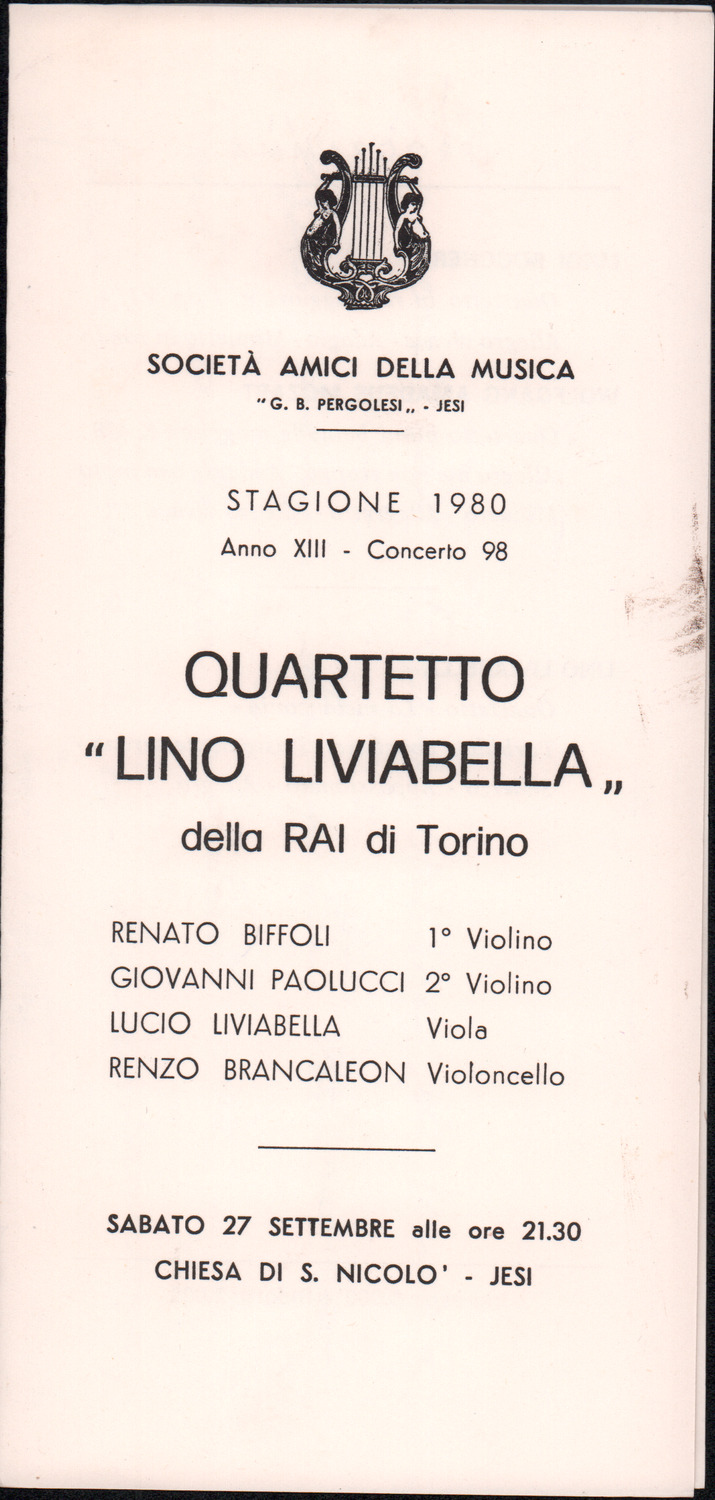 SOCIETÀ AMICI DELLA MUSICA
"G. B. PERGOLESI„ - JESI
STAGIONE 1980
Anno XIII - Concerto 98
QUARTETTO
"LINO LIVIABELLA„
della RAI di Torino
RENATO BIFFOLI 1° Violino
GIOVANNI PAOLUCCI 2° Violino
LUCIO LIVIABELLA Viola
RENZO BRANCALEON Violoncello
SABATO 27 SETTEMBRE alle ore 21.30
CHIESA DI S. NICOLO' - JESI